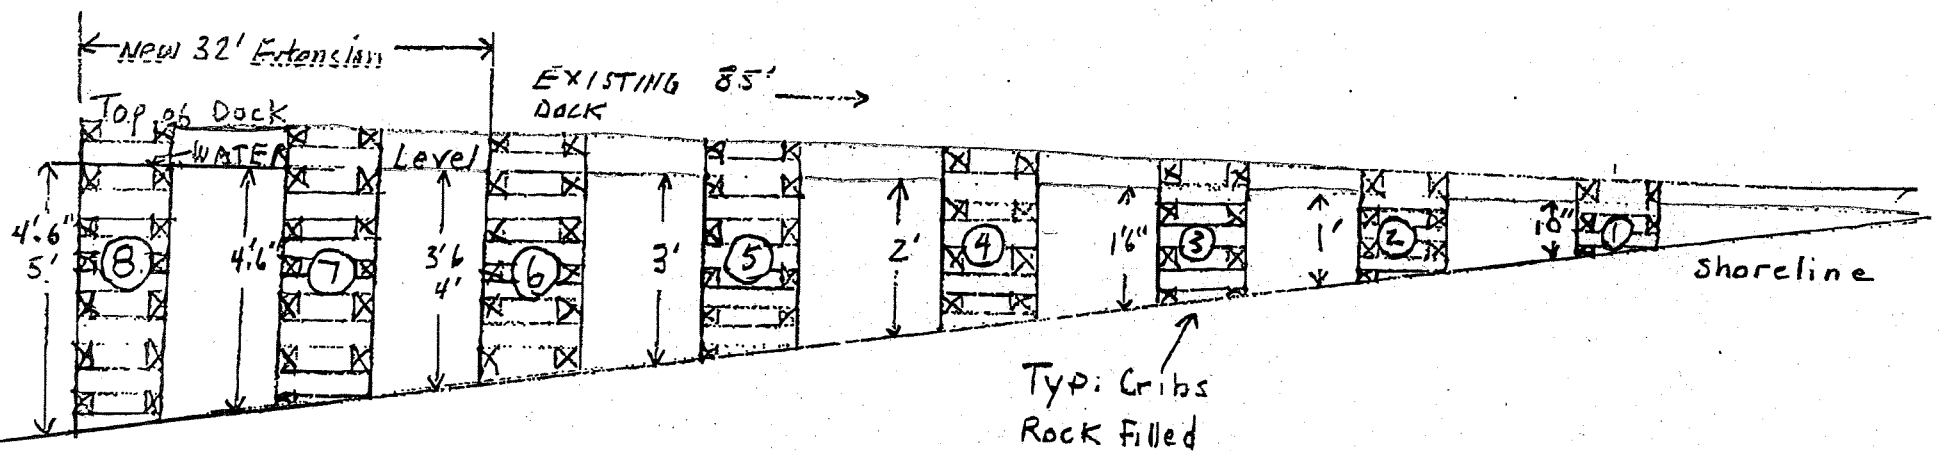 New 32' Extension
EXISTING 85'
DOCK
Top of Dock
WATER Level
4'.6"
5'
8
4'.6"
7
3'6
4'
6
3'
5
2'
4
1'6"
3
1'
2
10"
1
Shoreline
Typ: Cribs
Rock Filled